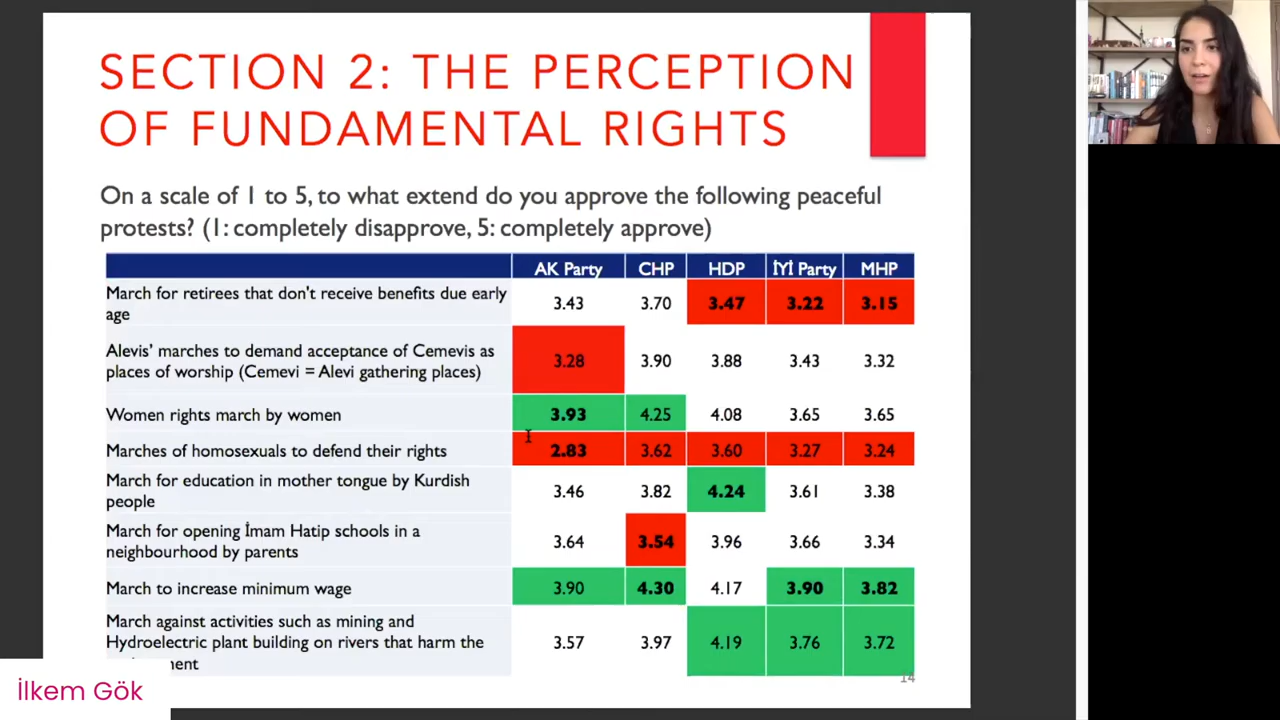 SECTION 2: THE PERCEPTION
OF FUNDAMENTAL RIGHTS
On a scale of 1 to 5, to what extend do you approve the following peaceful
protests? (1: completely disapprove, 5: completely approve)
AK Party CHP HDP İYİ Party MHP
March for retirees that don't receive benefits due early
age
3.43 3.70 3.47 3.22 3.15
Alevis' marches to demand acceptance of Cemevis as
places of worship (Cemevi = Alevi gathering places)
3.28 3.90 3.88 3.43 3.32
Women rights march by women 3.93 4.25 4.08 3.65 3.65
Marches of homosexuals to defend their rights 2.83 3.62 3.60 3.27 3.24
March for education in mother tongue by Kurdish
people
3.46 3.82 4.24 3.61 3.38
March for opening İmam Hatip schools in a
neighbourhood by parents
3.64 3.54 3.96 3.66 3.34
March to increase minimum wage 3.90 4.30 4.17 3.90 3.82
March against activities such as mining and
Hydroelectric plant building on rivers that harm the
3.57 3.97 4.19 3.76 3.72
14
İlkem Gök